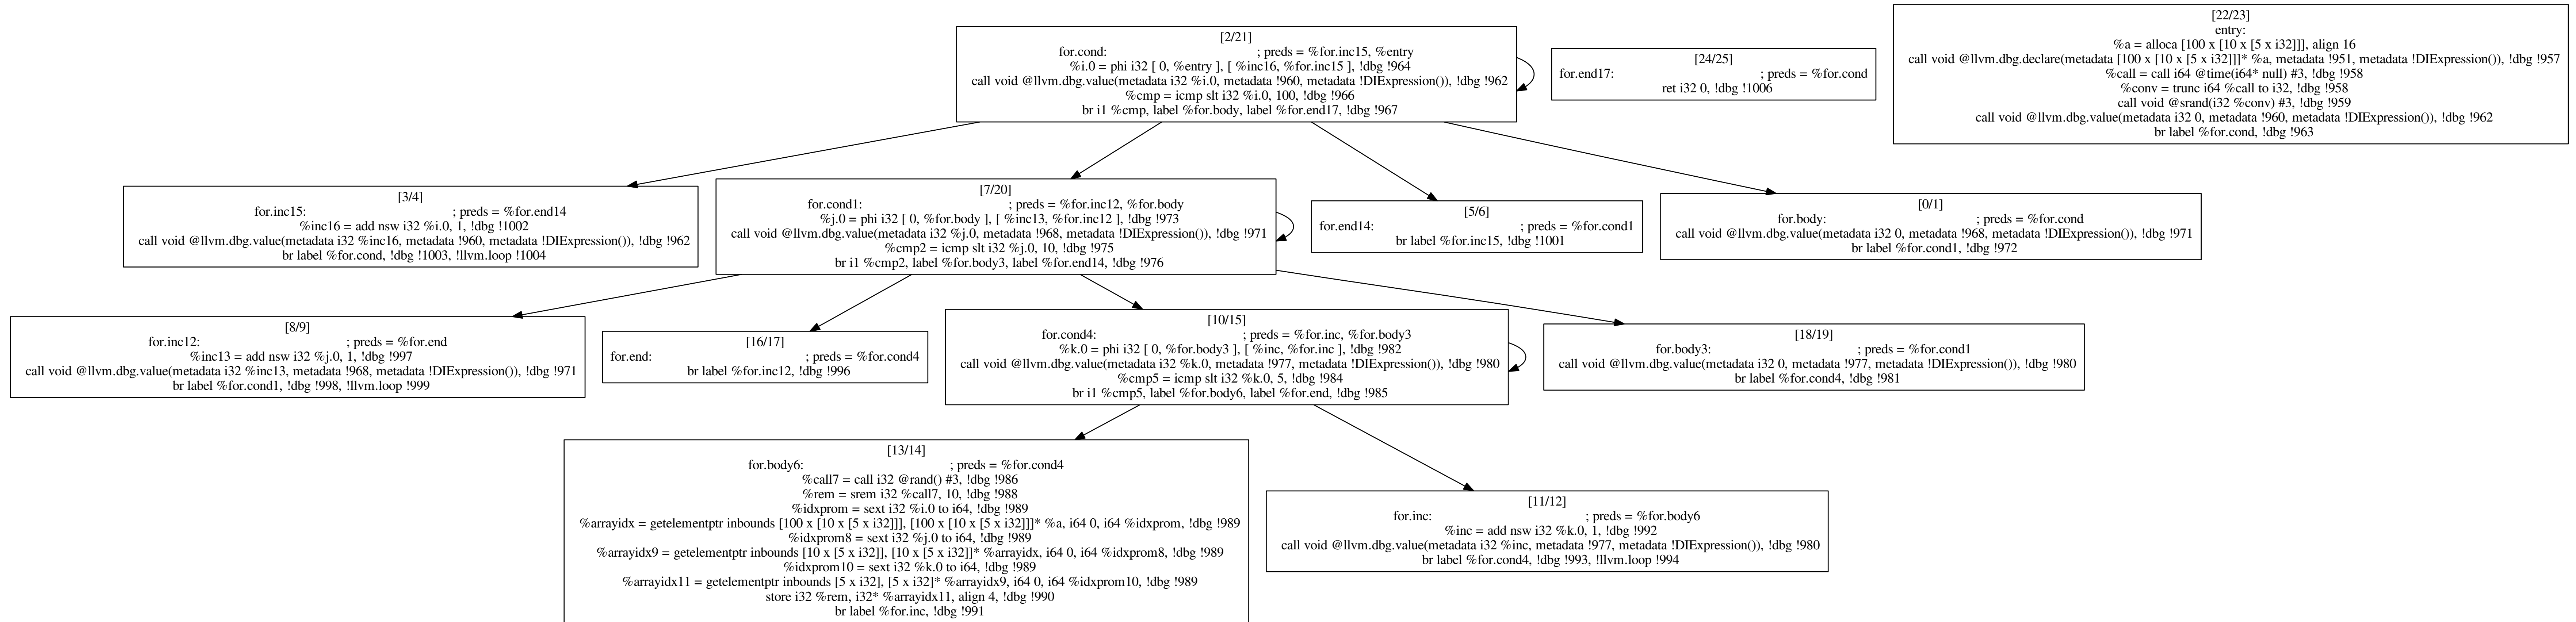 [2/21]
for.cond: ; preds = %for.inc15, %entry
%i.0 = phi i32 [ 0, %entry ], [ %inc16, %for.inc15 ], !dbg !964
call void @llvm.dbg.value(metadata i32 %i.0, metadata !960, metadata !DIExpression()), !dbg !962
%cmp = icmp slt i32 %i.0, 100, !dbg !966
br i1 %cmp, label %for.body, label %for.end17, !dbg !967
[24/25]
for.end17: ; preds = %for.cond
ret i32 0, !dbg !1006
[22/23]
entry:
%a = alloca [100 x [10 x [5 x i32]]], align 16
call void @llvm.dbg.declare(metadata [100 x [10 x [5 x i32]]]* %a, metadata !951, metadata !DIExpression()), !dbg !957
%call = call i64 @time(i64* null) #3, !dbg !958
%conv = trunc i64 %call to i32, !dbg !958
call void @srand(i32 %conv) #3, !dbg !959
call void @llvm.dbg.value(metadata i32 0, metadata !960, metadata !DIExpression()), !dbg !962
br label %for.cond, !dbg !963
[3/4]
for.inc15: ; preds = %for.end14
%inc16 = add nsw i32 %i.0, 1, !dbg !1002
call void @llvm.dbg.value(metadata i32 %inc16, metadata !960, metadata !DIExpression()), !dbg !962
br label %for.cond, !dbg !1003, !llvm.loop !1004
[7/20]
for.cond1: ; preds = %for.inc12, %for.body
%j.0 = phi i32 [ 0, %for.body ], [ %inc13, %for.inc12 ], !dbg !973
call void @llvm.dbg.value(metadata i32 %j.0, metadata !968, metadata !DIExpression()), !dbg !971
%cmp2 = icmp slt i32 %j.0, 10, !dbg !975
br i1 %cmp2, label %for.body3, label %for.end14, !dbg !976
[5/6]
for.end14: ; preds = %for.cond1
br label %for.inc15, !dbg !1001
[0/1]
for.body: ; preds = %for.cond
call void @llvm.dbg.value(metadata i32 0, metadata !968, metadata !DIExpression()), !dbg !971
br label %for.cond1, !dbg !972
[8/9]
for.inc12: ; preds = %for.end
%inc13 = add nsw i32 %j.0, 1, !dbg !997
call void @llvm.dbg.value(metadata i32 %inc13, metadata !968, metadata !DIExpression()), !dbg !971
br label %for.cond1, !dbg !998, !llvm.loop !999
[16/17]
for.end: ; preds = %for.cond4
br label %for.inc12, !dbg !996
[10/15]
for.cond4: ; preds = %for.inc, %for.body3
%k.0 = phi i32 [ 0, %for.body3 ], [ %inc, %for.inc ], !dbg !982
call void @llvm.dbg.value(metadata i32 %k.0, metadata !977, metadata !DIExpression()), !dbg !980
%cmp5 = icmp slt i32 %k.0, 5, !dbg !984
br i1 %cmp5, label %for.body6, label %for.end, !dbg !985
[18/19]
for.body3: ; preds = %for.cond1
call void @llvm.dbg.value(metadata i32 0, metadata !977, metadata !DIExpression()), !dbg !980
br label %for.cond4, !dbg !981
[13/14]
for.body6: ; preds = %for.cond4
%call7 = call i32 @rand() #3, !dbg !986
%rem = srem i32 %call7, 10, !dbg !988
%idxprom = sext i32 %i.0 to i64, !dbg !989
%arrayidx = getelementptr inbounds [100 x [10 x [5 x i32]]], [100 x [10 x [5 x i32]]]* %a, i64 0, i64 %idxprom, !dbg !989
%idxprom8 = sext i32 %j.0 to i64, !dbg !989
%arrayidx9 = getelementptr inbounds [10 x [5 x i32]], [10 x [5 x i32]]* %arrayidx, i64 0, i64 %idxprom8, !dbg !989
%idxprom10 = sext i32 %k.0 to i64, !dbg !989
%arrayidx11 = getelementptr inbounds [5 x i32], [5 x i32]* %arrayidx9, i64 0, i64 %idxprom10, !dbg !989
store i32 %rem, i32* %arrayidx11, align 4, !dbg !990
br label %for.inc, !dbg !991
[11/12]
for.inc: ; preds = %for.body6
%inc = add nsw i32 %k.0, 1, !dbg !992
call void @llvm.dbg.value(metadata i32 %inc, metadata !977, metadata !DIExpression()), !dbg !980
br label %for.cond4, !dbg !993, !llvm.loop !994